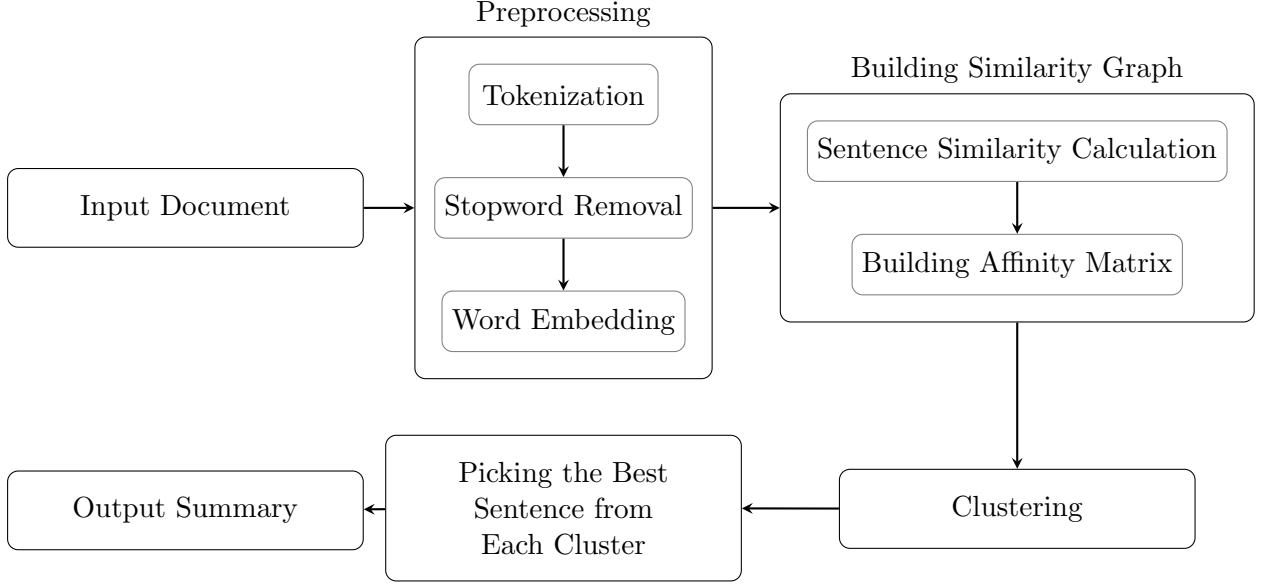 Preprocessing
Tokenization
Stopword Removal
Word Embedding
Input Document
Building Similarity Graph
Sentence Similarity Calculation
Building Affinity Matrix
Clustering
Picking the Best
Sentence from
Each Cluster
Output Summary